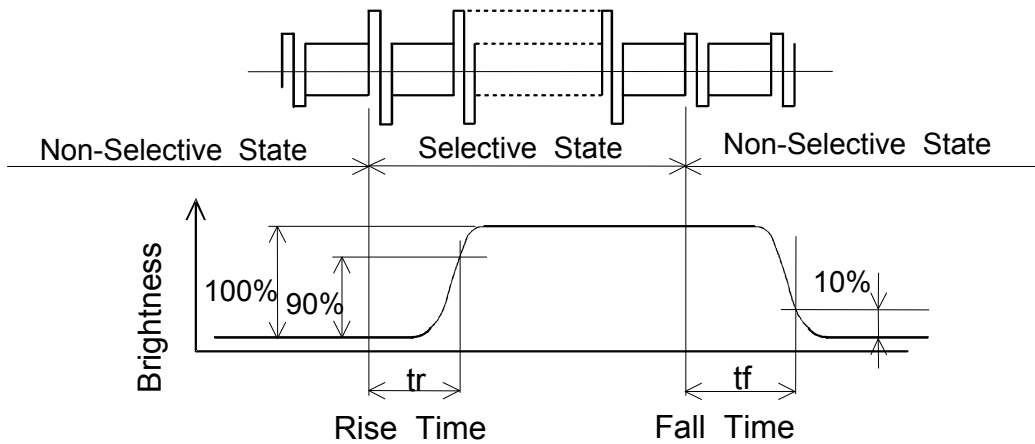 Non-Selective State
Selective State
Non-Selective State
Brightness
100%
90%
10%
tr
tf
Rise Time
Fall Time